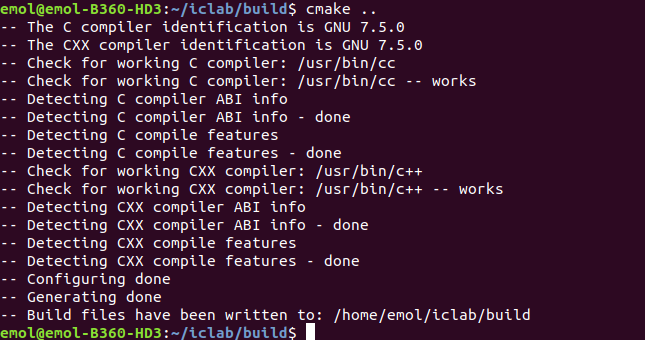 emol@emol-B360-HD3:~/iclab/build$ cmake ..
-- The C compiler identification is GNU 7.5.0
-- The CXX compiler identification is GNU 7.5.0
-- Check for working C compiler: /usr/bin/cc
-- Check for working C compiler: /usr/bin/cc -- works
-- Detecting C compiler ABI info
-- Detecting C compiler ABI info - done
-- Detecting C compile features
-- Detecting C compile features - done
-- Check for working CXX compiler: /usr/bin/c++
-- Check for working CXX compiler: /usr/bin/c++ -- works
-- Detecting CXX compiler ABI info
-- Detecting CXX compiler ABI info - done
-- Detecting CXX compile features
-- Detecting CXX compile features - done
-- Configuring done
-- Generating done
-- Build files have been written to: /home/emol/iclab/build
emol@emol-B360-HD3:~/iclab/build$